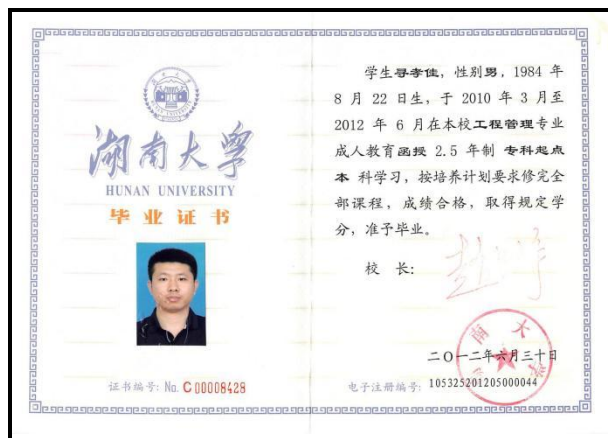 湖南大学
HUNAN UNIVERSITY
毕业证书
证书编号: No. C 00008428
学生寻孝佳, 性别男, 1984 年
8 月 22 日生, 于 2010 年 3 月至
2012 年 6 月在本校工程管理专业
成人教育函授 2.5 年制 专科起点
本 科学习, 按培养计划要求修完全
部课程, 成绩合格, 取得规定学
分, 准予毕业。
校 长:
二〇一二年六月三十日
电子注册编号: 105325201205000044